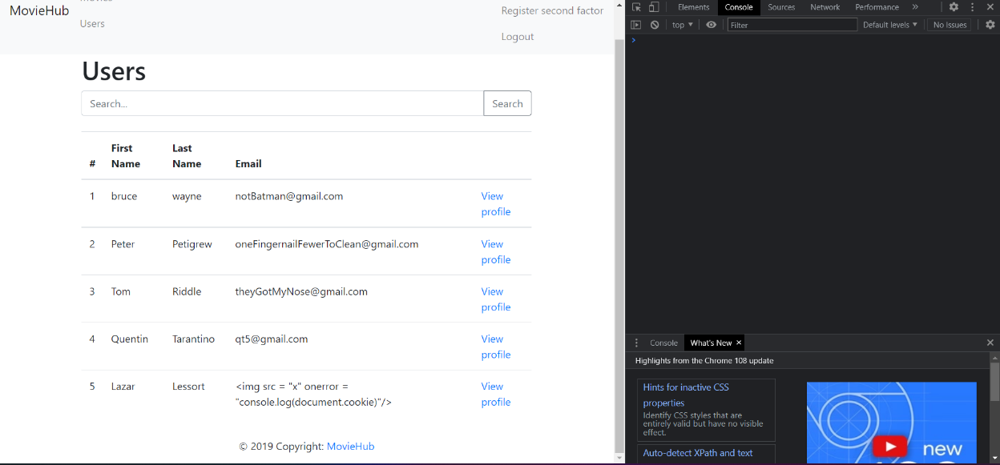 Movies
MovieHub
Users
Register second factor
Logout
Users
Search...
Search
# First Name Last Name Email
1 bruce wayne notBatman@gmail.com View profile
2 Peter Petigrew oneFingernailFewerToClean@gmail.com View profile
3 Tom Riddle theyGotMyNose@gmail.com View profile
4 Quentin Tarantino qt5@gmail.com View profile
5 Lazar Lessort <img src = "x" onerror =
"console.log(document.cookie)"/> View profile
© 2019 Copyright: MovieHub
Elements Console Sources Network Performance »
top ▼ Filter Default levels ▼ No Issues
>
Console What's New ×
Highlights from the Chrome 108 update
Hints for inactive CSS
properties
Identify CSS styles that are
entirely valid but have no visible
effect.
Auto-detect XPath and text
new